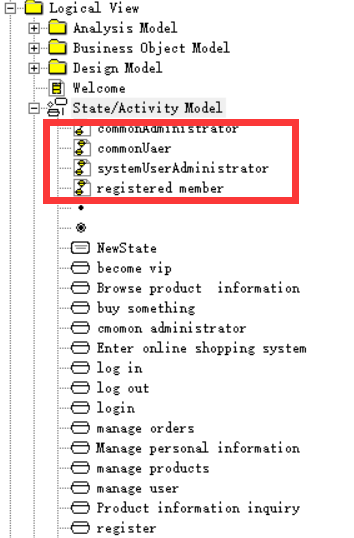 Logical View
Analysis Model
Business Object Model
Design Model
Welcome
State/Activity Model
commonAdministrator
commonUaer
systemUserAdministrator
registered member
NewState
become vip
Browse product information
buy something
cmomon administrator
Enter online shopping system
log in
log out
login
manage orders
Manage personal information
manage products
manage user
Product information inquiry
register